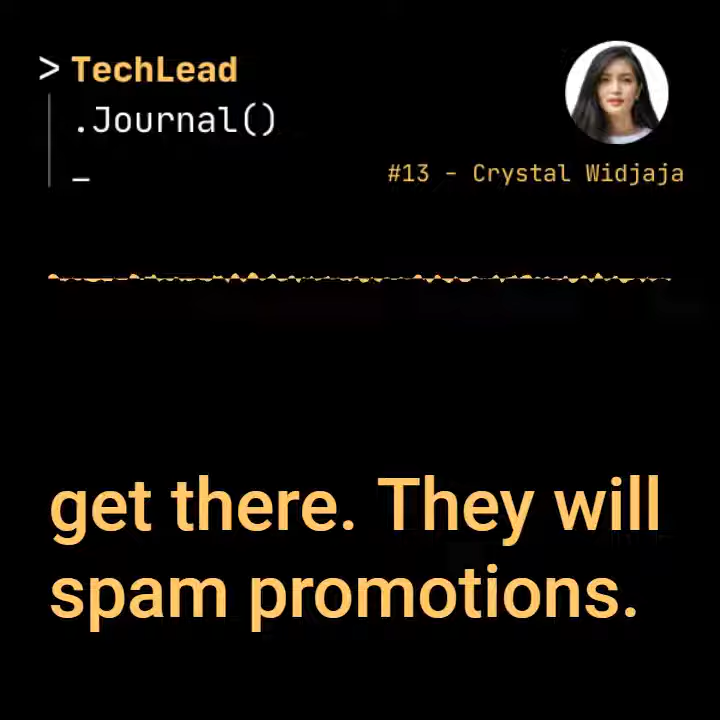 > TechLead
.Journal()
_
#13 - Crystal Widjaja
get there. They will
spam promotions.